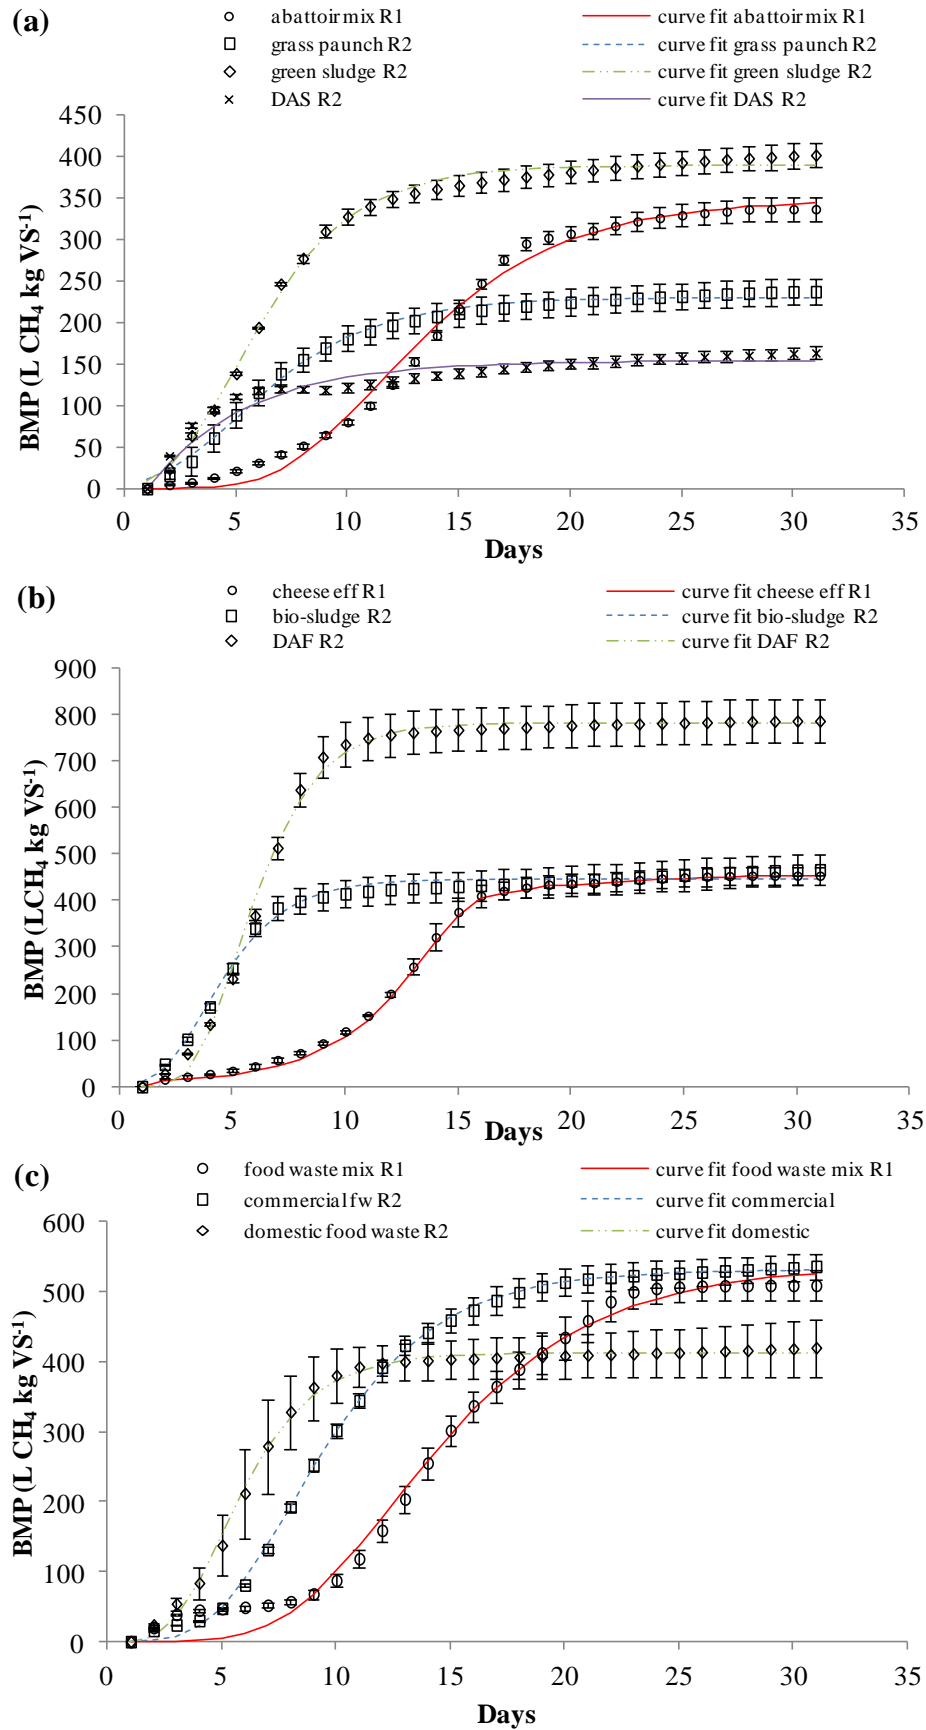 (a)
abattoir mix R1 curve fit abattoir mix R1
grass paunch R2 curve fit grass paunch R2
green sludge R2 curve fit green sludge R2
DAS R2 curve fit DAS R2
BMP (L CH4 kg VS-1)
450
400
350
300
250
200
150
100
50
0
0 5 10 15 20 25 30 35
Days
(b)
cheese eff R1 curve fit cheese eff R1
bio-sludge R2 curve fit bio-sludge R2
DAF R2 curve fit DAF R2
BMP (LCH4 kg VS-1)
900
800
700
600
500
400
300
200
100
0
0 5 10 15 20 25 30 35
Days
(c)
food waste mix R1 curve fit food waste mix R1
commercial fw R2 curve fit commercial
domestic food waste R2 curve fit domestic
BMP (L CH4 kg VS-1)
600
500
400
300
200
100
0
0 5 10 15 20 25 30 35
Days